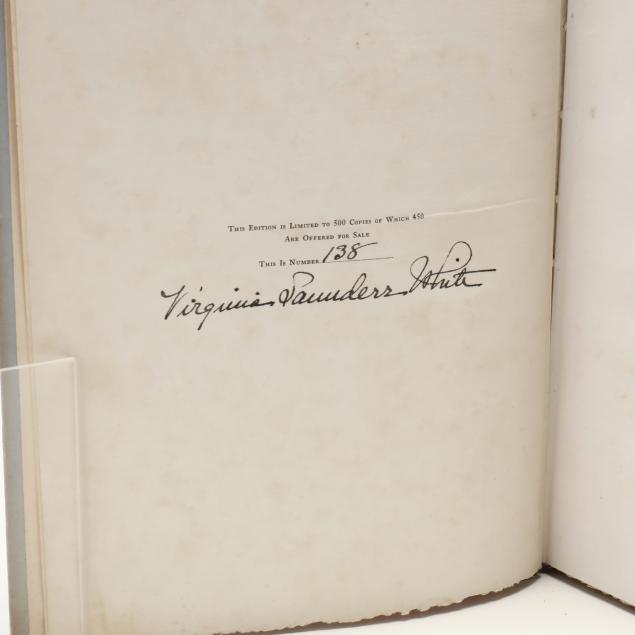 This Edition is Limited to 500 Copies of Which 450
Are Offered for Sale
This Is Number 138
Virginia Saunders White